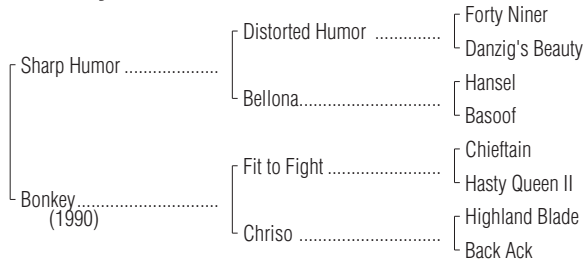 Forty Niner
Distorted Humor ..............
Danzig's Beauty
Sharp Humor ....................
Hansel
Bellona.............................
Basoof
Chieftain
Fit to Fight .......................
Hasty Queen II
Bonkey..............................
(1990)
Highland Blade
Chriso ..............................
Back Ack